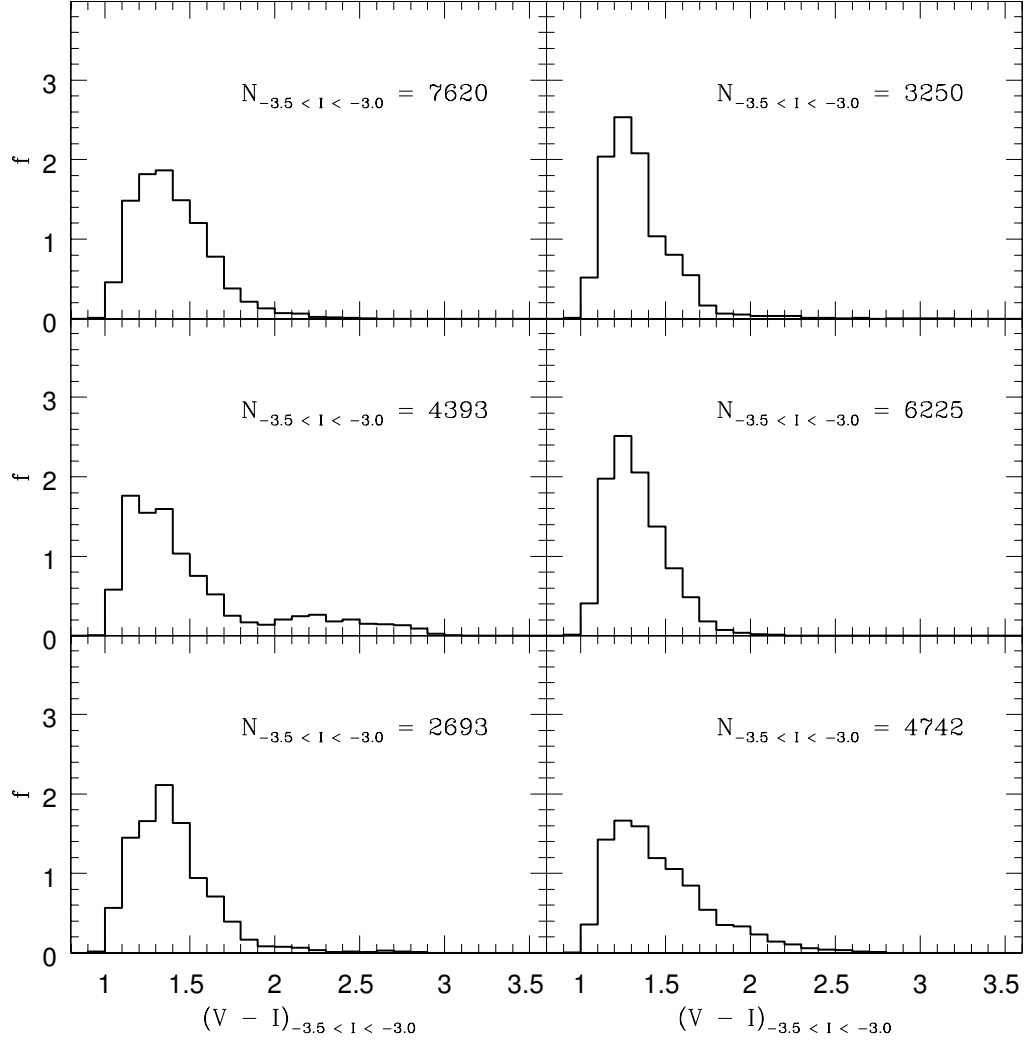 3
2
1
0
f
N−3.5 < I < −3.0 = 7620
N−3.5 < I < −3.0 = 3250
3
2
1
0
f
N−3.5 < I < −3.0 = 4393
N−3.5 < I < −3.0 = 6225
3
2
1
0
f
N−3.5 < I < −3.0 = 2693
N−3.5 < I < −3.0 = 4742
1 1.5 2 2.5 3 3.5 1 1.5 2 2.5 3 3.5
(V − I)−3.5 < I < −3.0 (V − I)−3.5 < I < −3.0